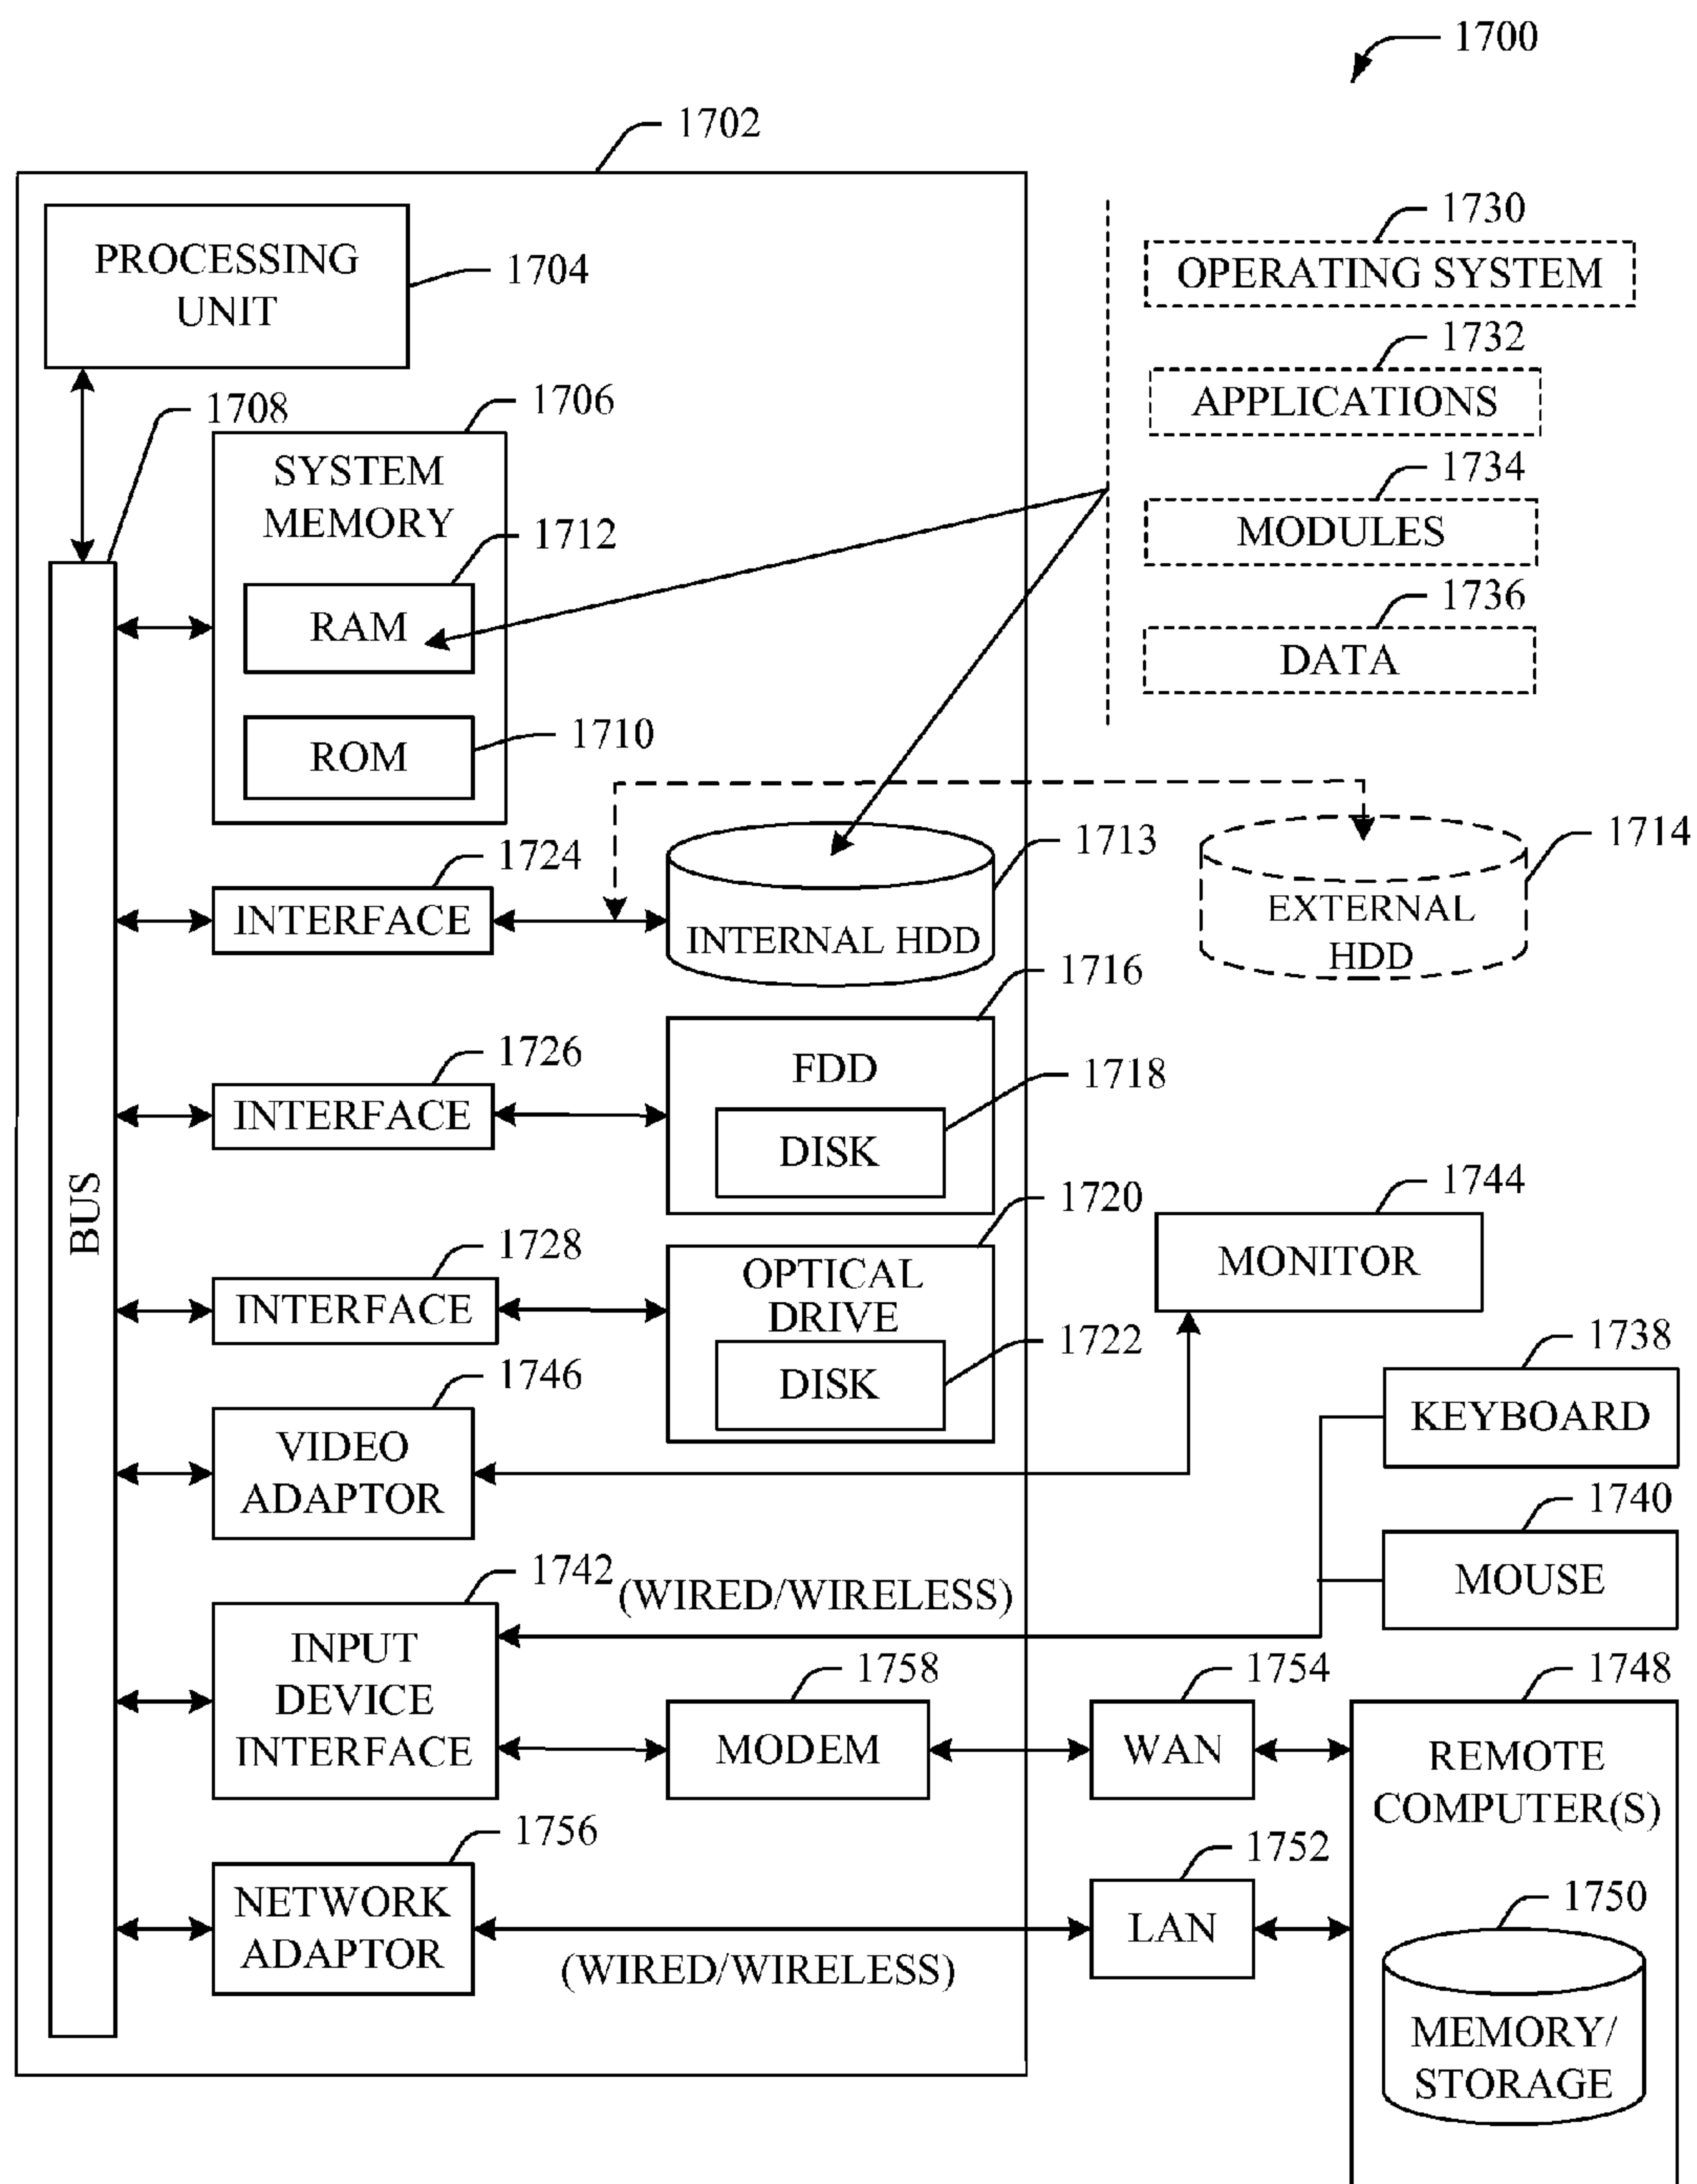 1700
1702
PROCESSING
UNIT
1704
1730
OPERATING SYSTEM
1732
APPLICATIONS
1734
MODULES
1736
DATA
1708
1706
SYSTEM
MEMORY
1712
RAM
1710
ROM
1724
INTERFACE
1713
INTERNAL HDD
1714
EXTERNAL
HDD
1716
FDD
1718
DISK
1726
INTERFACE
BUS
1720
OPTICAL
DRIVE
1722
DISK
1728
INTERFACE
1744
MONITOR
1746
VIDEO
ADAPTOR
1738
KEYBOARD
1740
MOUSE
1742
(WIRED/WIRELESS)
INPUT
DEVICE
INTERFACE
1758
MODEM
1754
WAN
1748
REMOTE
COMPUTER(S)
1756
NETWORK
ADAPTOR
(WIRED/WIRELESS)
1752
LAN
1750
MEMORY/
STORAGE